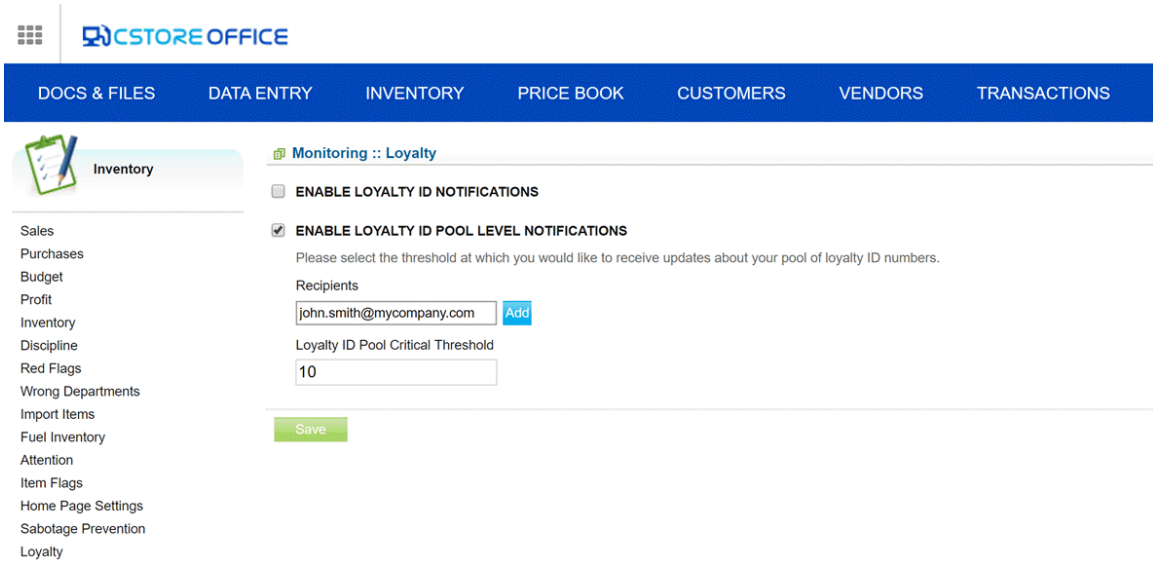 CSTOREOFFICE
DOCS & FILES DATA ENTRY INVENTORY PRICE BOOK CUSTOMERS VENDORS TRANSACTIONS
Inventory
Sales
Purchases
Budget
Profit
Inventory
Discipline
Red Flags
Wrong Departments
Import Items
Fuel Inventory
Attention
Item Flags
Home Page Settings
Sabotage Prevention
Loyalty
Monitoring :: Loyalty
ENABLE LOYALTY ID NOTIFICATIONS
ENABLE LOYALTY ID POOL LEVEL NOTIFICATIONS
Please select the threshold at which you would like to receive updates about your pool of loyalty ID numbers.
Recipients
john.smith@mycompany.com Add
Loyalty ID Pool Critical Threshold
10
Save